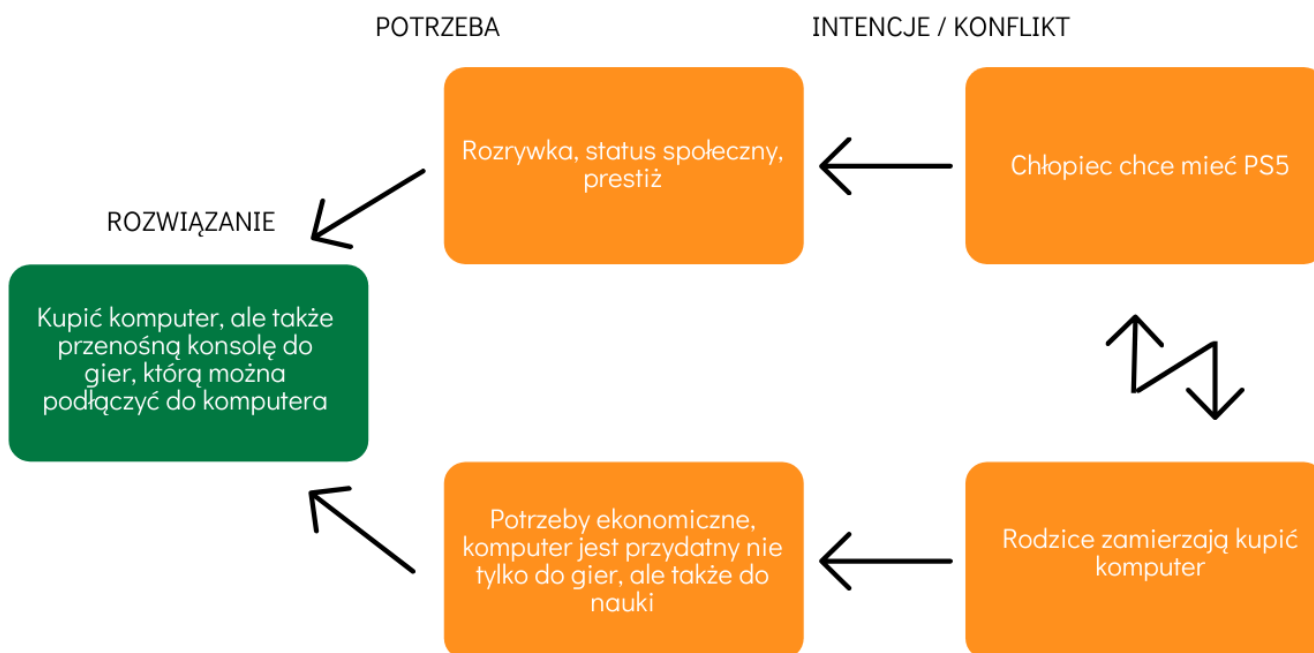 POTRZEBA
INTENCJE / KONFLIKT
Rozrywka, status społeczny,
prestiż
Chłopiec chce mieć PS5
ROZWIĄZANIE
Kupić komputer, ale także
przenośną konsolę do
gier, którą można
podłączyć do komputera
Potrzeby ekonomiczne,
komputer jest przydatny nie
tylko do gier, ale także do
nauki
Rodzice zamierzają kupić
komputer